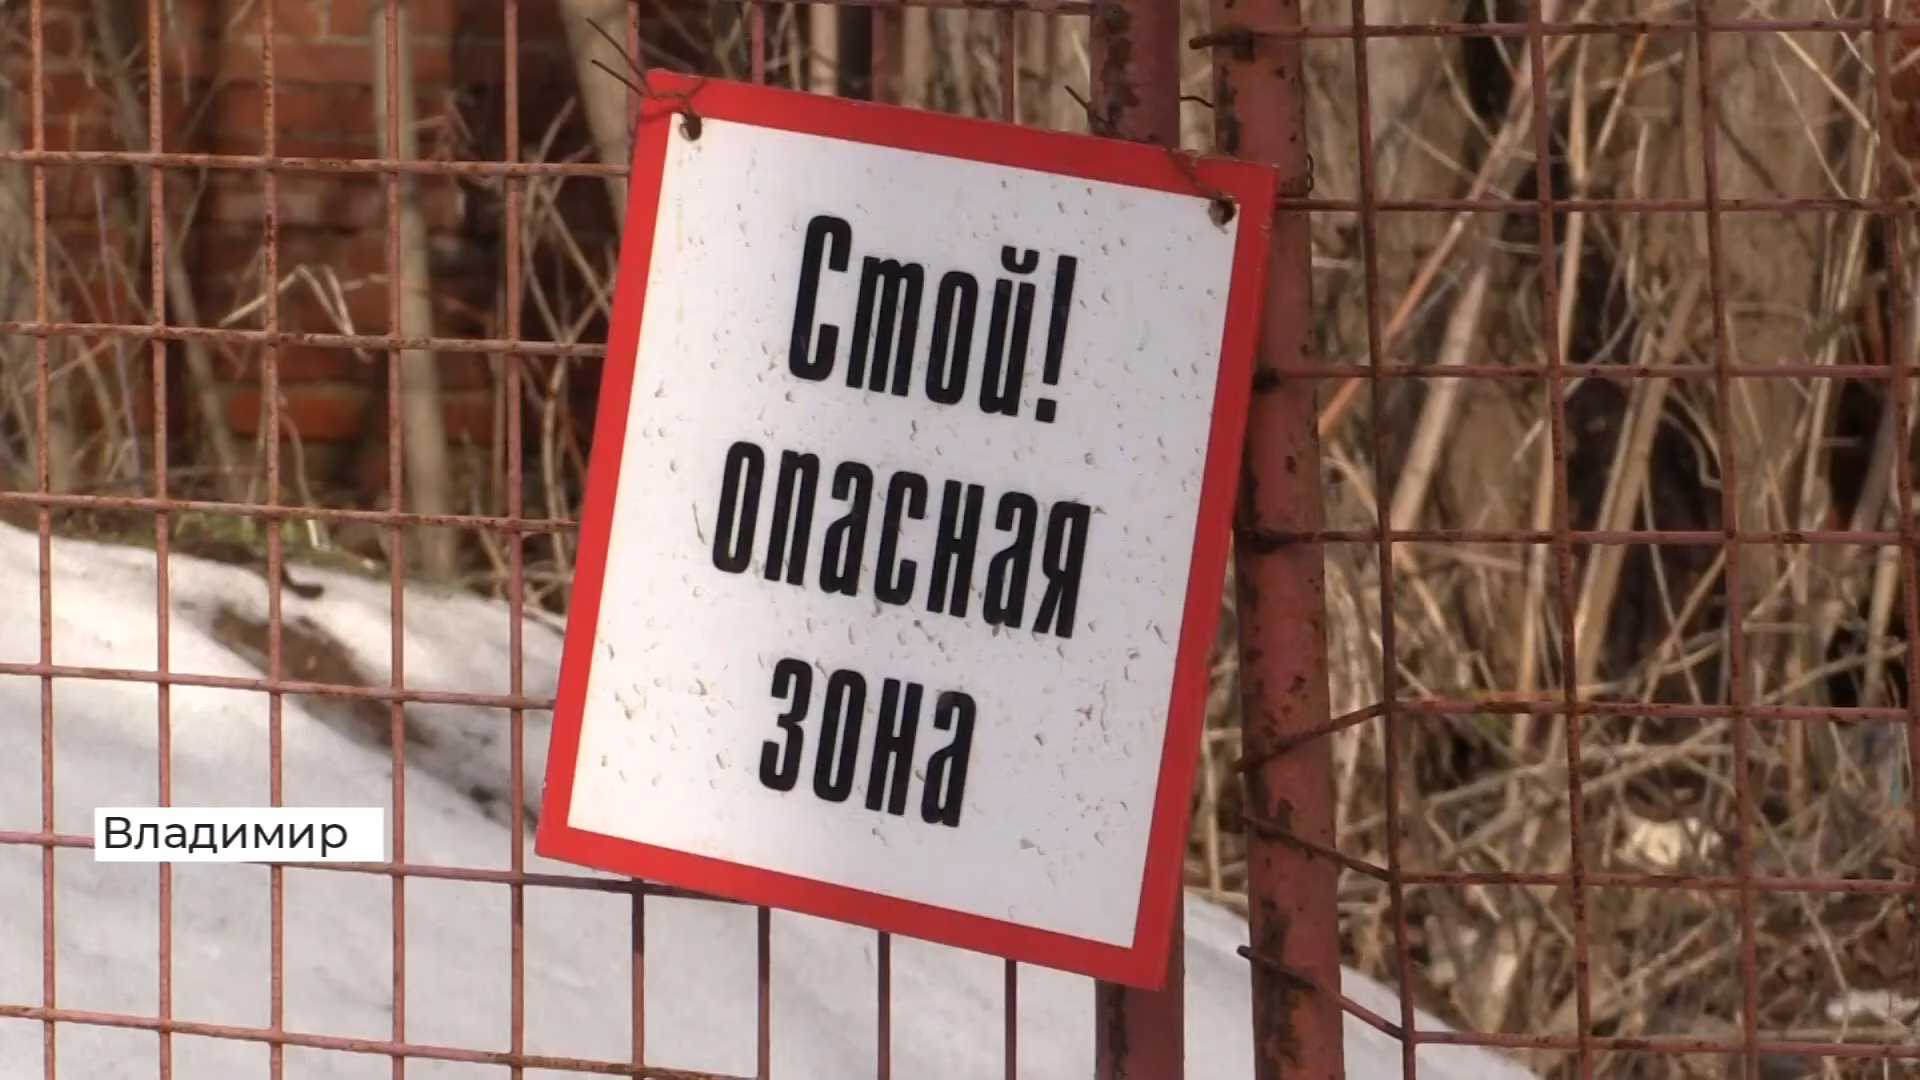 Стой!
опасная
зона
Владимир